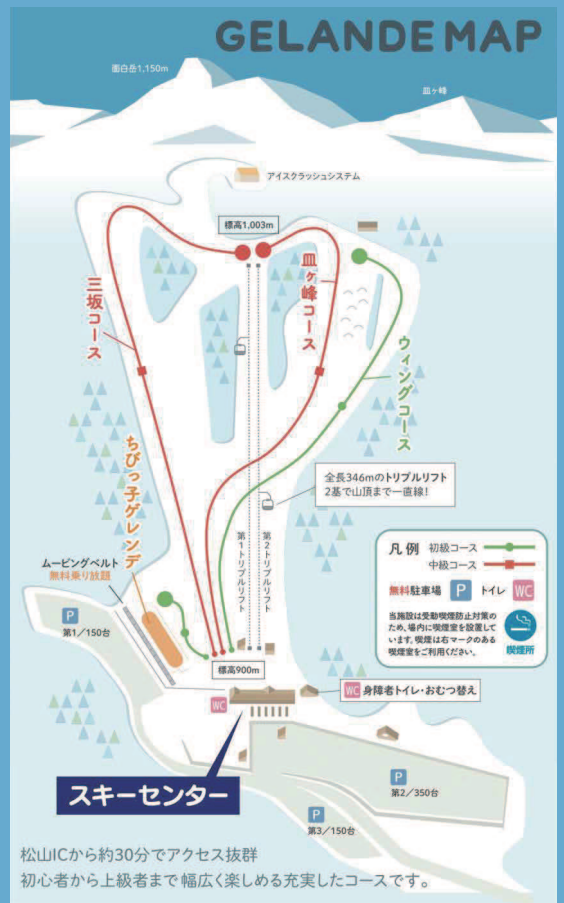 GELANDE MAP
面白岳1,150m
皿ヶ峰
アイスクラッシュシステム
標高1,003m
三坂コース
皿ヶ峰コース
ウィングコース
ちびっ子ゲレンデ
全長346mのトリプルリフト
2基で山頂まで一直線!
ムービングベルト
無料乗り放題
第1トリプルリフト
第2トリプルリフト
凡例
初級コース
中級コース
無料駐車場 P トイレ WC
当施設は受動喫煙防止対策の
ため、場内に喫煙室を設置して
います。喫煙は右マークのある
喫煙室をご利用ください。
喫煙所
P
第1/150台
標高900m
WC
WC 身障者トイレ・おむつ替え
スキーセンター
P
第2/350台
P
第3/150台
松山ICから約30分でアクセス抜群
初心者から上級者まで幅広く楽しめる充実したコースです。